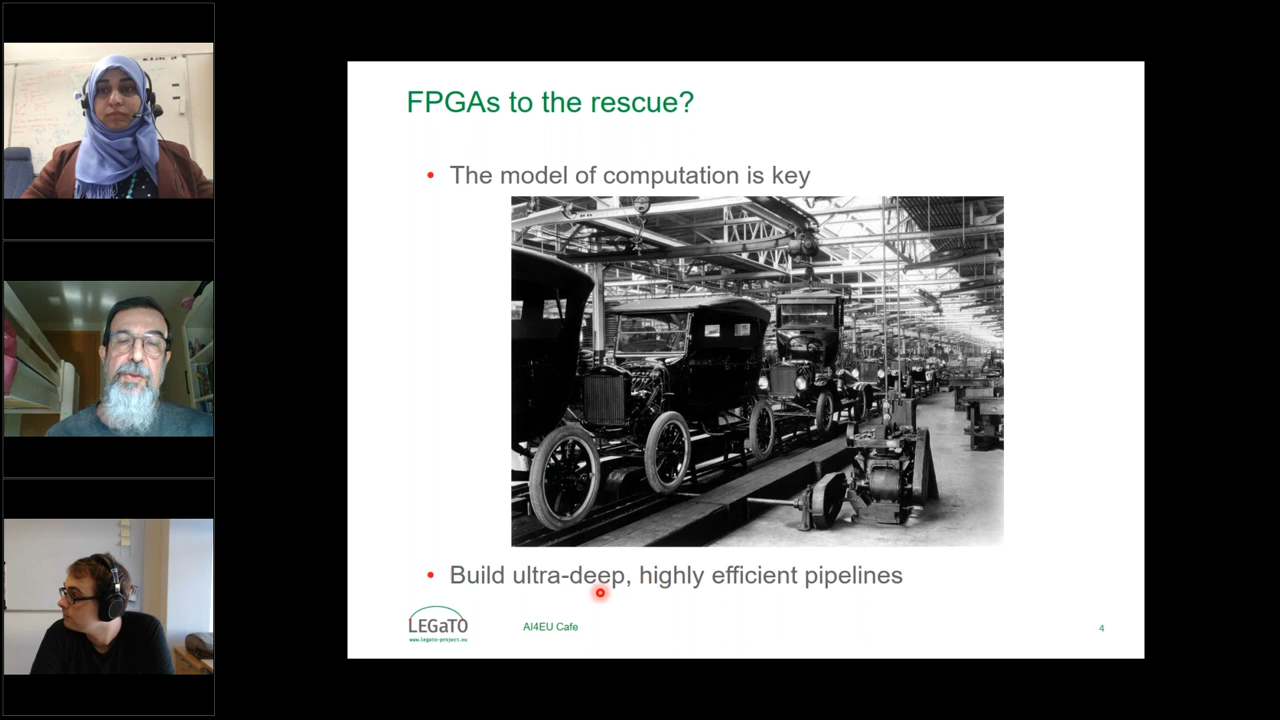 FPGAs to the rescue?
• The model of computation is key
• Build ultra-deep, highly efficient pipelines
LEGaTO
www.legato-project.eu
AI4EU Cafe
4